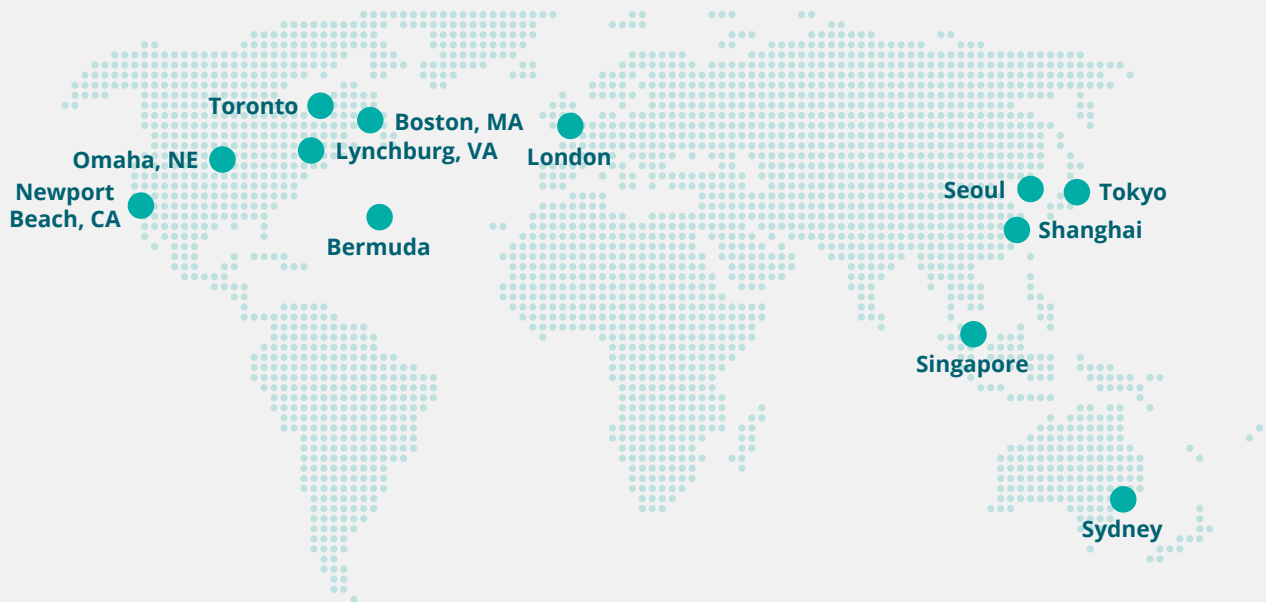 Toronto
Boston, MA
Lynchburg, VA
Omaha, NE
London
Newport
Beach, CA
Bermuda
Seoul
Tokyo
Shanghai
Singapore
Sydney